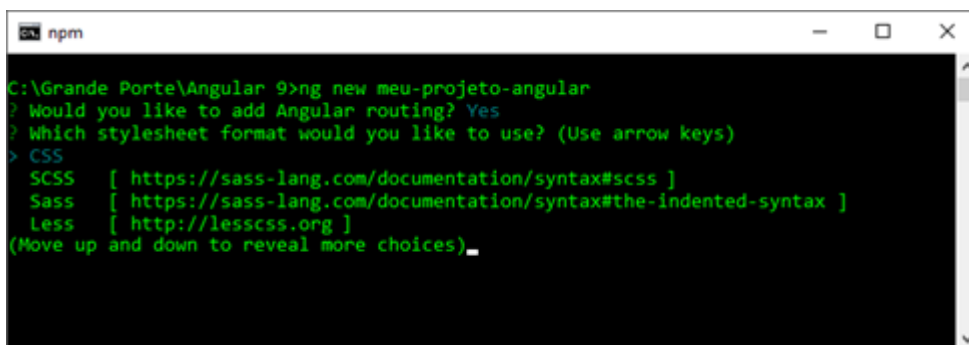 npm
C:\Grande Porte\Angular 9>ng new meu-projeto-angular
? Would you like to add Angular routing? Yes
? Which stylesheet format would you like to use? (Use arrow keys)
> CSS
SCSS [ https://sass-lang.com/documentation/syntax#scss ]
Sass [ https://sass-lang.com/documentation/syntax#the-indented-syntax ]
Less [ http://lesscss.org ]
(Move up and down to reveal more choices)